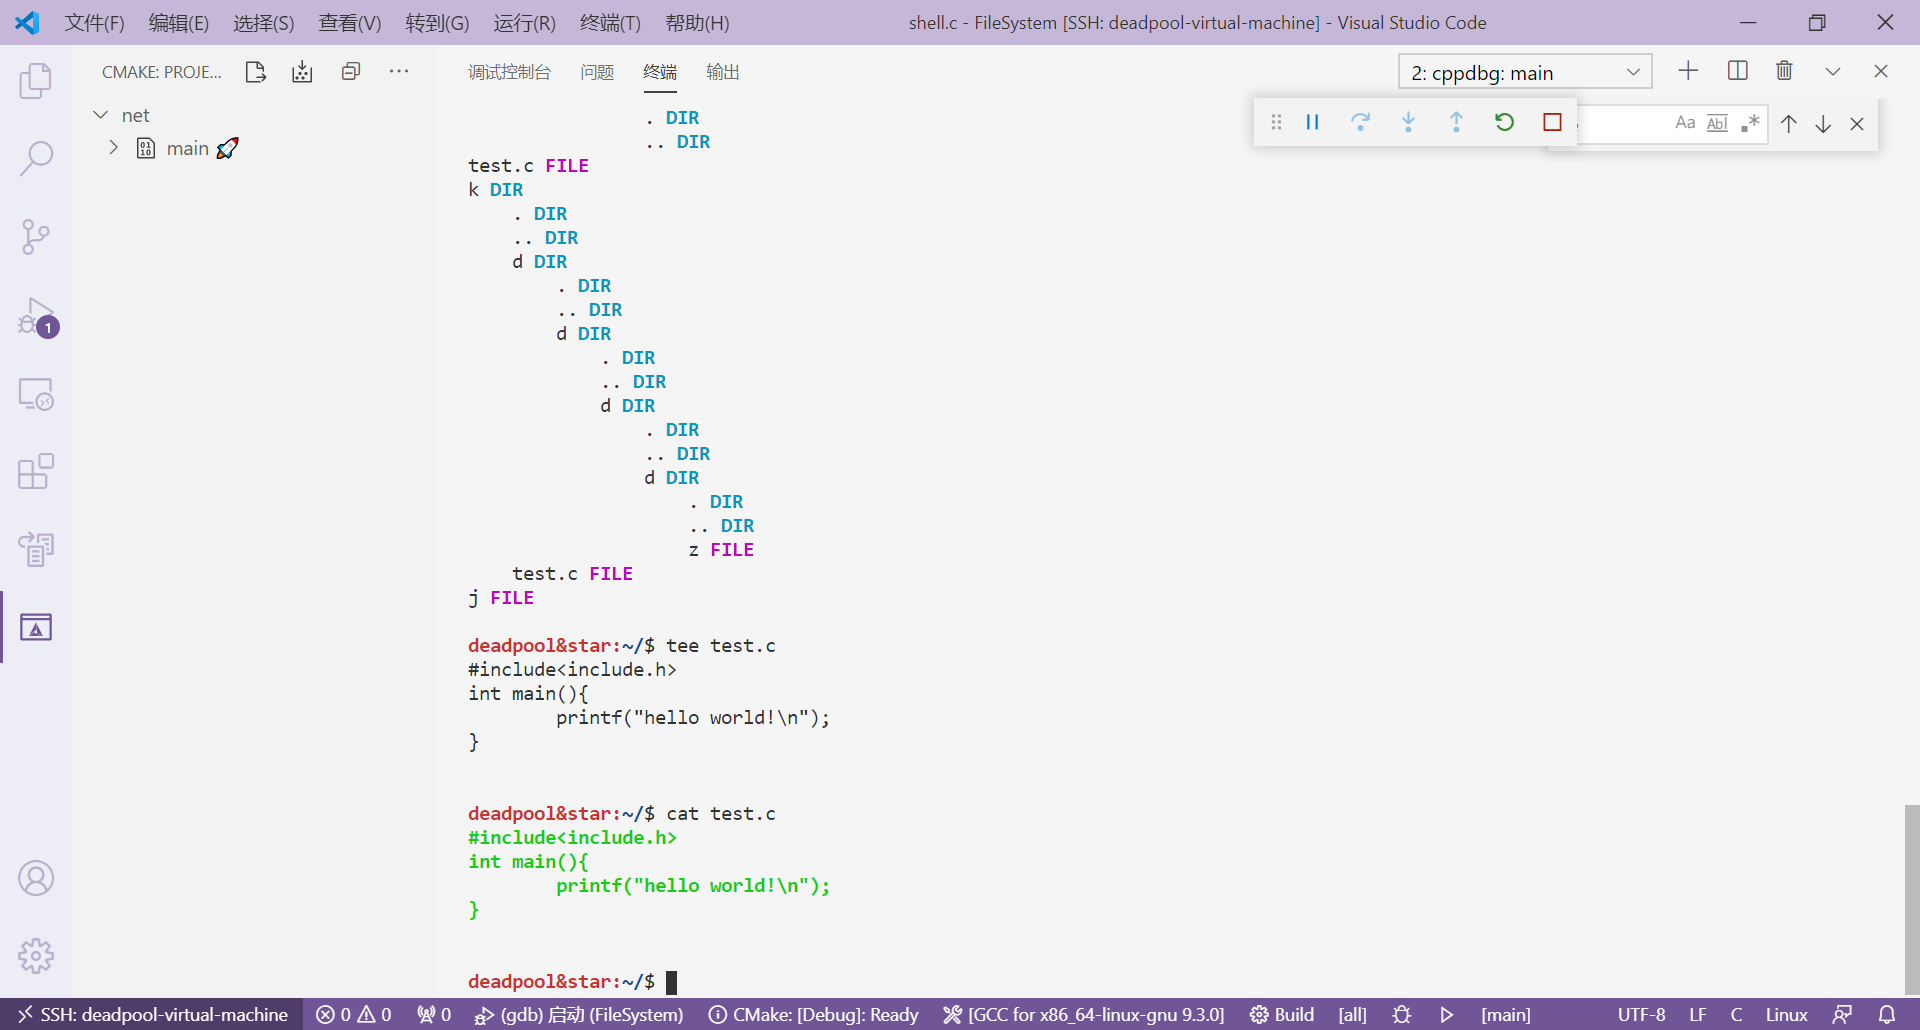 文件(F) 编辑(E) 选择(S) 查看(V) 转到(G) 运行(R) 终端(T) 帮助(H) shell.c - FileSystem [SSH: deadpool-virtual-machine] - Visual Studio Code
CMAKE: PROJE...
net
main
1
调试控制台 问题 终端 输出 2: cppdbg: main
Aa Abl .*
. DIR
.. DIR
test.c FILE
k DIR
. DIR
.. DIR
d DIR
. DIR
.. DIR
d DIR
. DIR
.. DIR
d DIR
. DIR
.. DIR
d DIR
. DIR
.. DIR
z FILE
test.c FILE
j FILE
deadpool&star:~/$ tee test.c
#include<include.h>
int main(){
printf("hello world!\n");
}
deadpool&star:~/$ cat test.c
#include<include.h>
int main(){
printf("hello world!\n");
}
deadpool&star:~/$
SSH: deadpool-virtual-machine 0 0 0 (gdb) 启动 (FileSystem) CMake: [Debug]: Ready [GCC for x86_64-linux-gnu 9.3.0] Build [all] [main] UTF-8 LF C Linux